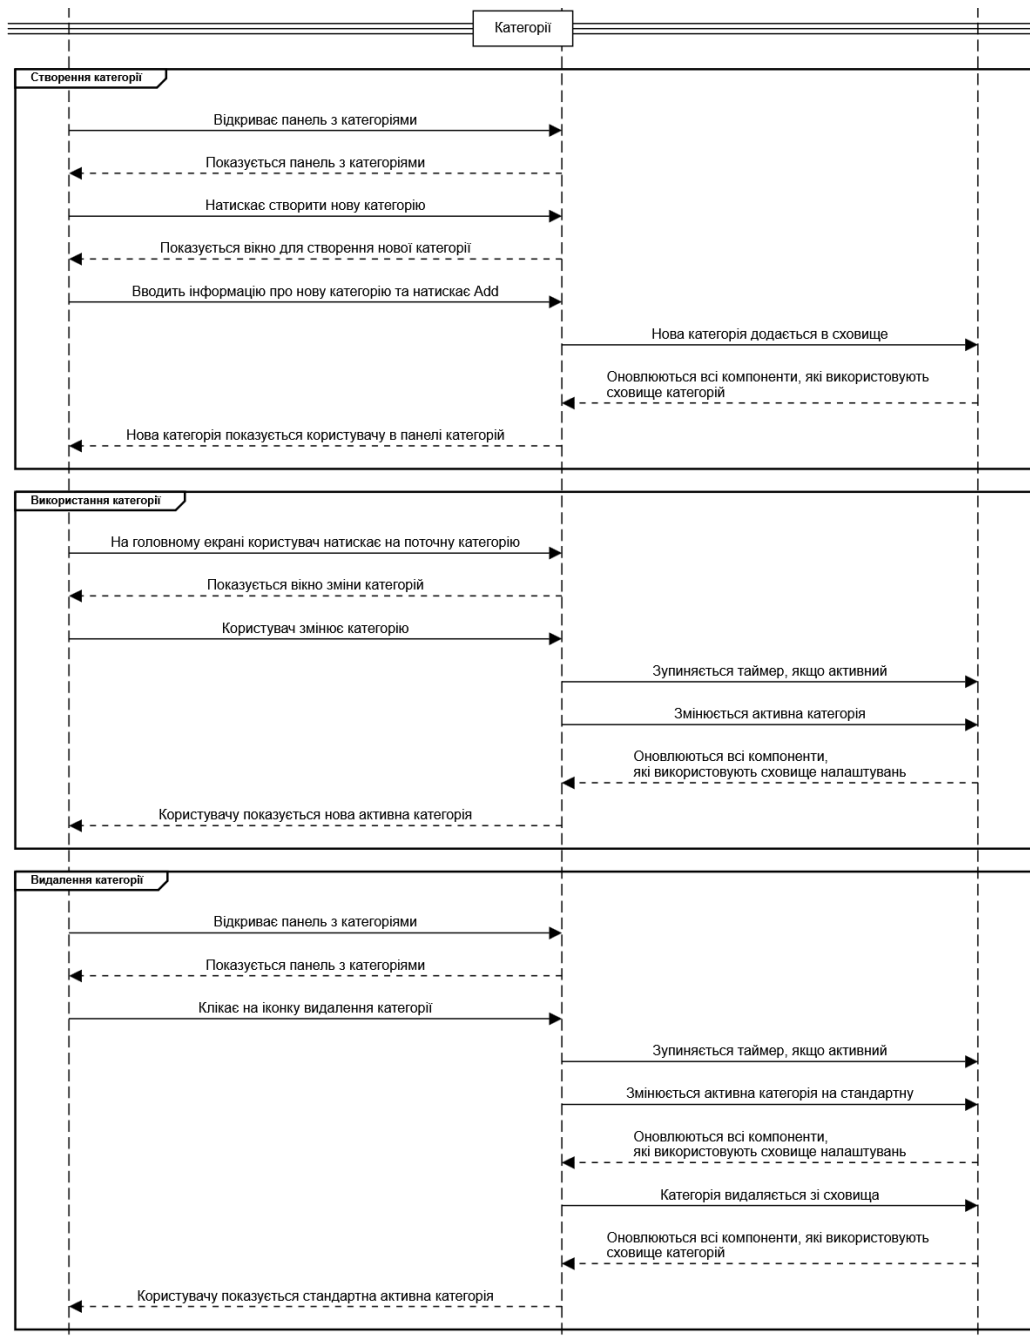 Категорії
Створення категорії
Відкриває панель з категоріями
Показується панель з категоріями
Натискає створити нову категорію
Показується вікно для створення нової категорії
Вводить інформацію про нову категорію та натискає Add
Нова категорія додається в сховище
Оновлюються всі компоненти, які використовують
сховище категорій
Нова категорія показується користувачу в панелі категорій
Використання категорії
На головному екрані користувач натискає на поточну категорію
Показується вікно зміни категорій
Користувач змінює категорію
Зупиняється таймер, якщо активний
Змінюється активна категорія
Оновлюються всі компоненти,
які використовують сховище налаштувань
Користувачу показується нова активна категорія
Видалення категорії
Відкриває панель з категоріями
Показується панель з категоріями
Клікає на іконку видалення категорії
Зупиняється таймер, якщо активний
Змінюється активна категорія на стандартну
Оновлюються всі компоненти,
які використовують сховище налаштувань
Категорія видаляється зі сховища
Оновлюються всі компоненти, які використовують
сховище категорій
Користувачу показується стандартна активна категорія